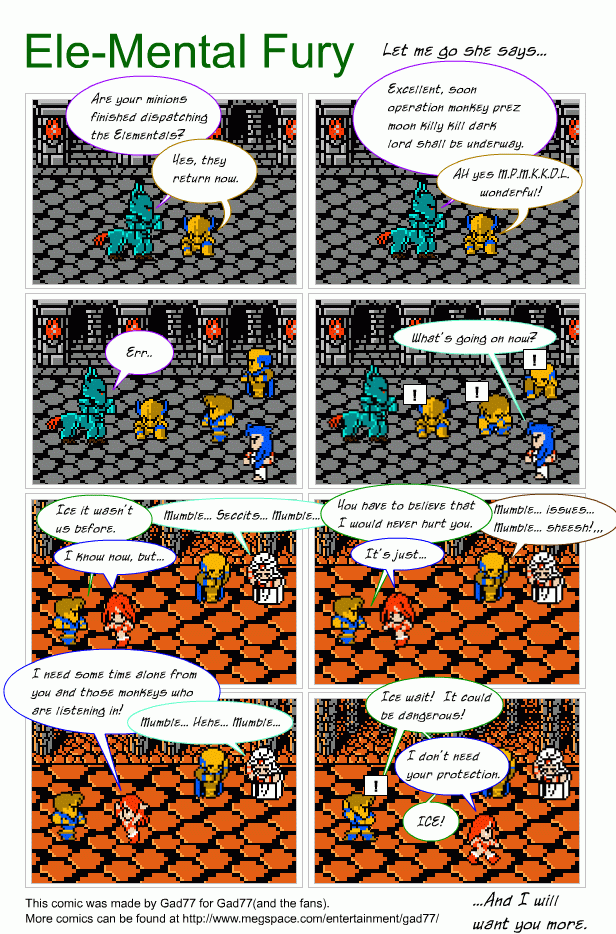 Ele-Mental Fury
Let me go she says...
Are your minions
finished dispatching
the Elementals?
Yes, they
return now.
Excellent, soon
operation monkey prez
moon killy kill dark
lord shall be underway.
AH yes M.P.M.K.K.D.L.
wonderful!
Err..
What's going on now?
!
!
!
Ice it wasn't
us before.
Mumble... Seccits... Mumble...
I know now, but...
You have to believe that
I would never hurt you.
Mumble... issues...
Mumble... sheesh!,,,
It's just...
I need some time alone from
you and those monkeys who
are listening in!
Mumble... Hehe... Mumble...
Ice wait! It could
be dangerous!
I don't need
your protection.
!
ICE!
This comic was made by Gad77 for Gad77(and the fans).
More comics can be found at http://www.megspace.com/entertainment/gad77/
...And I will
want you more.